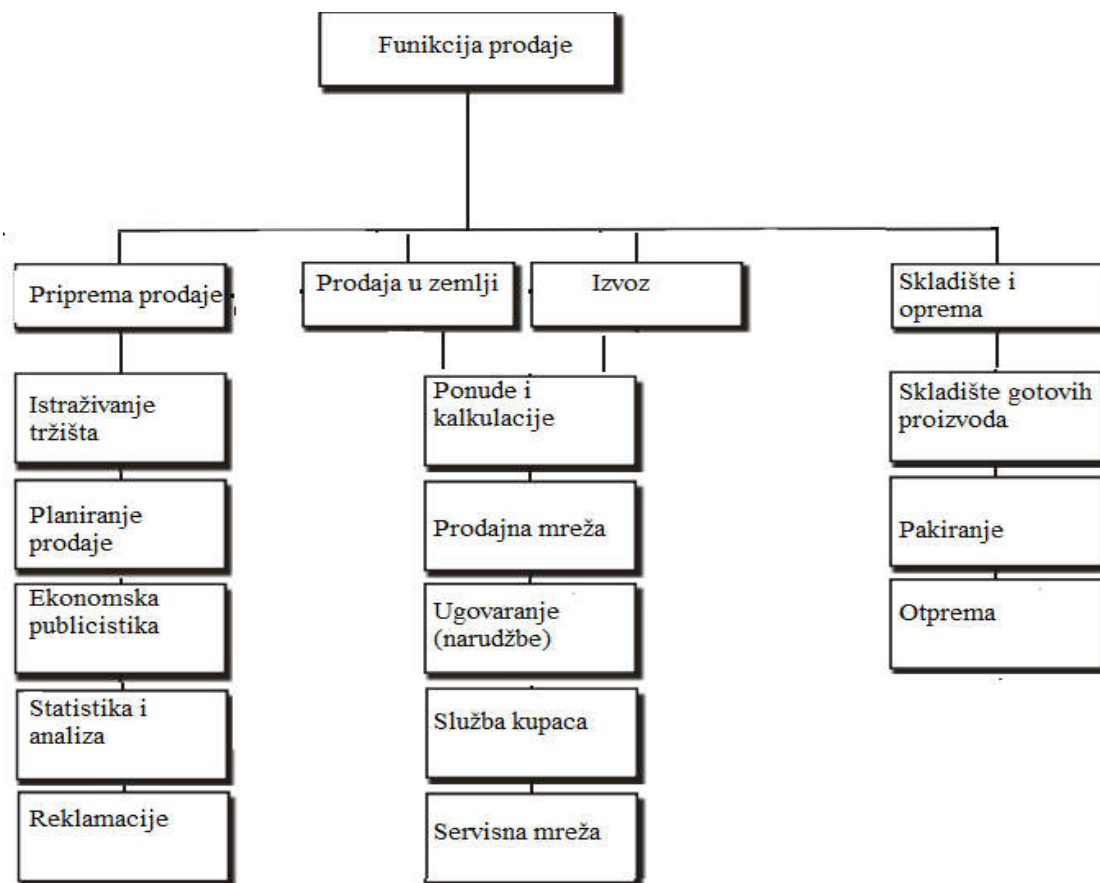 Funikcija prodaje
Priprema prodaje
Prodaja u zemlji
Izvoz
Skladište i
oprema
Istraživanje
tržišta
Planiranje
prodaje
Ekonomska
publicistika
Statistika i
analiza
Reklamacije
Ponude i
kalkulacije
Prodajna mreža
Ugovaranje
(narudžbe)
Služba kupaca
Servisna mreža
Skladište gotovih
proizvoda
Pakiranje
Otprema